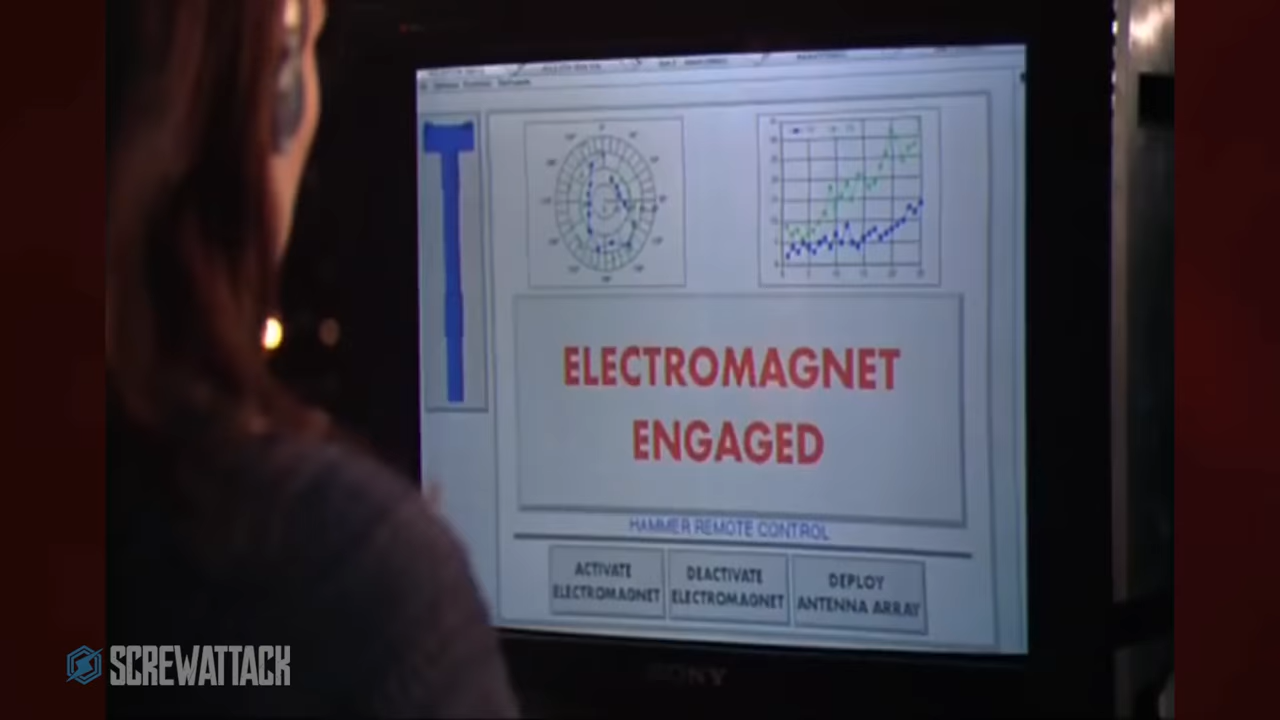 ELECTROMAGNET
ENGAGED
HAMMER REMOTE CONTROL
ACTIVATE
ELECTROMAGNET
DEACTIVATE
ELECTROMAGNET
DEPLOY
ANTENNA ARRAY
SONY
SCREWATTACK